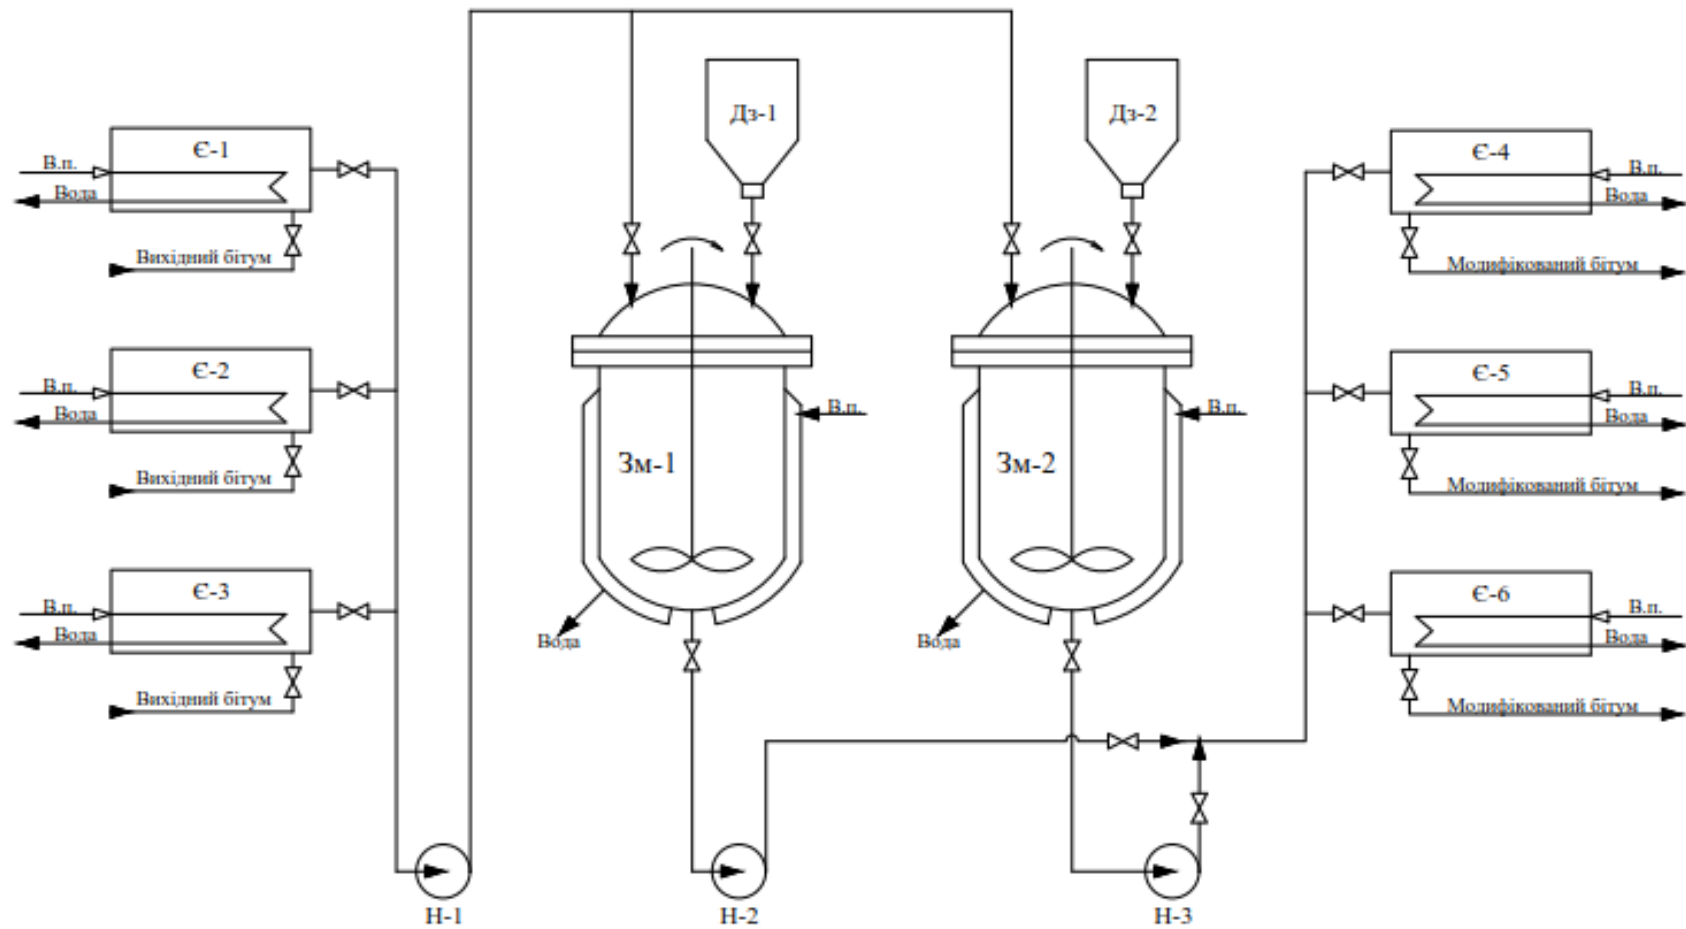 Дз-1
Дз-2
Є-1
В.п.
Вода
Вихідний бітум
Є-4
В.п.
Вода
Модифікований бітум
Є-2
В.п.
Вода
Вихідний бітум
Є-5
В.п.
Вода
Модифікований бітум
В.п.
В.п.
Зм-1
Зм-2
Є-3
В.п.
Вода
Вихідний бітум
Є-6
В.п.
Вода
Модифікований бітум
Вода
Вода
Н-1
Н-2
Н-3